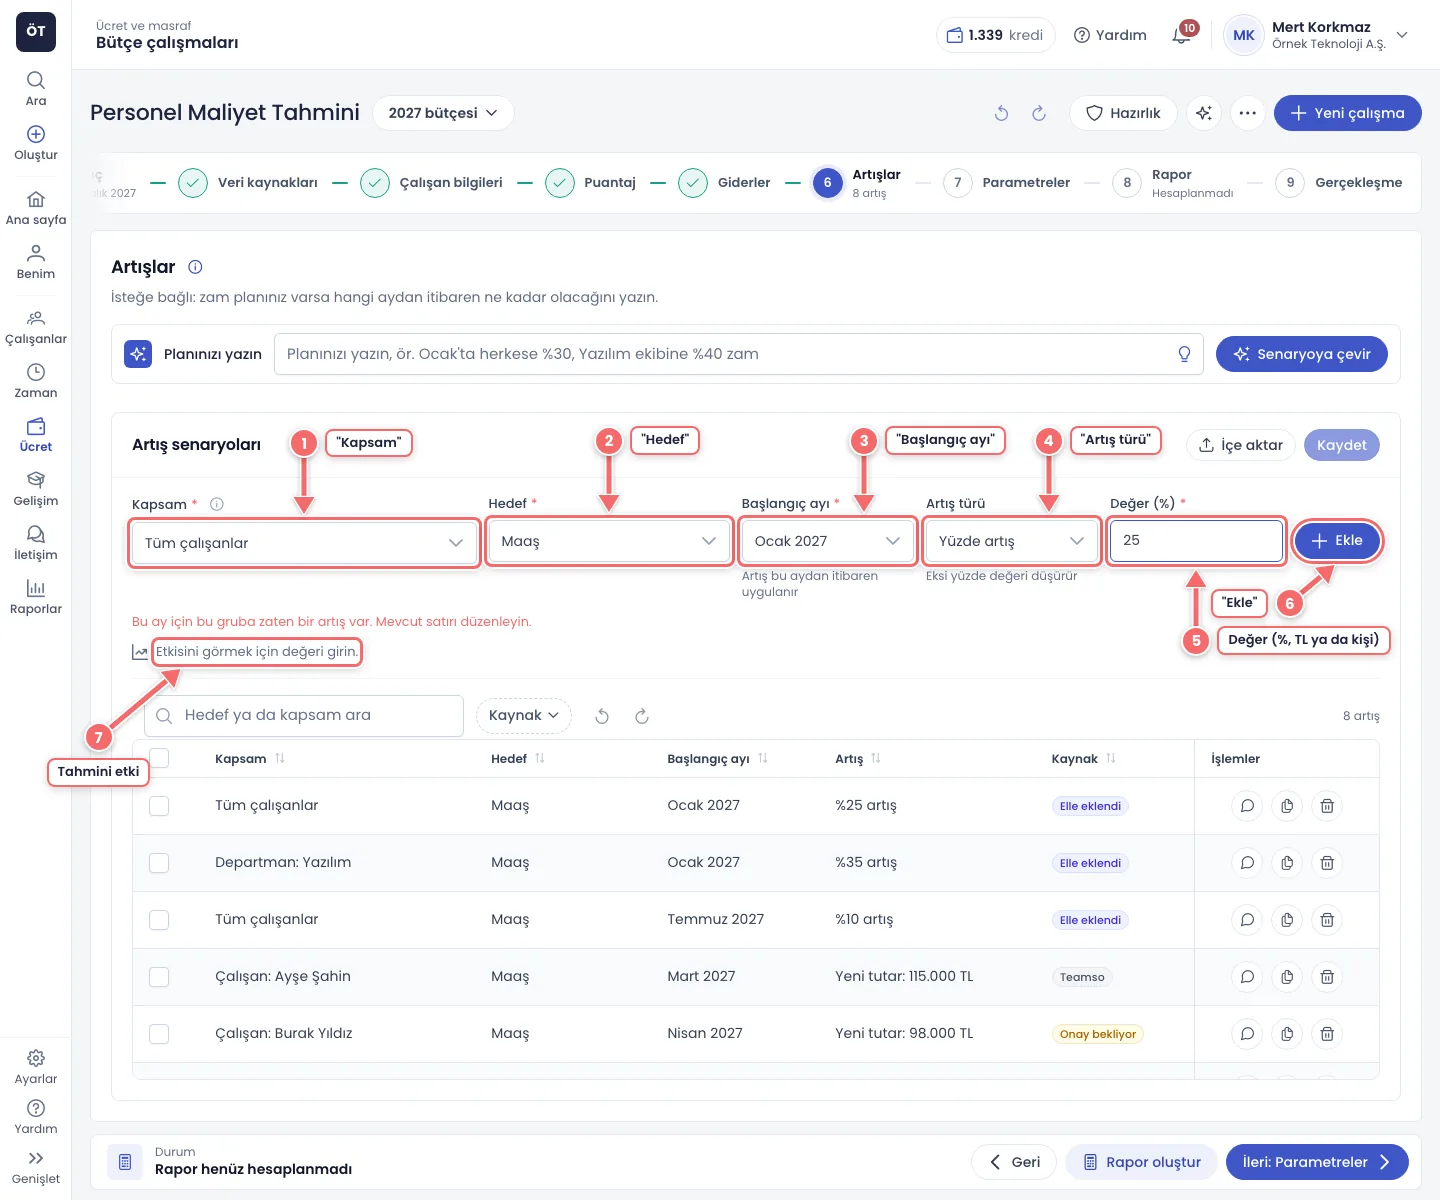 ÖT
Ücret ve masraf
Bütçe çalışmaları
1.339 kredi
Yardım
10
MK
Mert Korkmaz
Örnek Teknoloji A.Ş.
Ara
Oluştur
Ana sayfa
Benim
Çalışanlar
Zaman
Ücret
Gelişim
İletişim
Raporlar
Ayarlar
Yardım
Genişlet
Personel Maliyet Tahmini
2027 bütçesi
Hazırlık
Yeni çalışma
2027
Veri kaynakları
Çalışan bilgileri
Puantaj
Giderler
6
Artışlar
8 artış
7
Parametreler
8
Rapor
Hesaplanmadı
9
Gerçekleşme
Artışlar
İsteğe bağlı: zam planınız varsa hangi aydan itibaren ne kadar olacağını yazın.
Planınızı yazın
Planınızı yazın, ör. Ocak'ta herkese %30, Yazılım ekibine %40 zam
Senaryoya çevir
Artış senaryoları
1 "Kapsam"
2 "Hedef"
3 "Başlangıç ayı"
4 "Artış türü"
İçe aktar
Kaydet
Kapsam *
Hedef *
Başlangıç ayı *
Artış türü
Değer (%) *
Tüm çalışanlar
Maaş
Ocak 2027
Yüzde artış
25
Ekle
Artış bu aydan itibaren
uygulanır
Eksi yüzde değeri düşürür
"Ekle" 6
5 Değer (%, TL ya da kişi)
Bu ay için bu gruba zaten bir artış var. Mevcut satırı düzenleyin.
Etkisini görmek için değeri girin.
7
Tahmini etki
Hedef ya da kapsam ara
Kaynak
8 artış
Kapsam Hedef Başlangıç ayı Artış Kaynak İşlemler
Tüm çalışanlar Maaş Ocak 2027 %25 artış Elle eklendi
Departman: Yazılım Maaş Ocak 2027 %35 artış Elle eklendi
Tüm çalışanlar Maaş Temmuz 2027 %10 artış Elle eklendi
Çalışan: Ayşe Şahin Maaş Mart 2027 Yeni tutar: 115.000 TL Teamso
Çalışan: Burak Yıldız Maaş Nisan 2027 Yeni tutar: 98.000 TL Onay bekliyor
Durum
Rapor henüz hesaplanmadı
Geri
Rapor oluştur
İleri: Parametreler